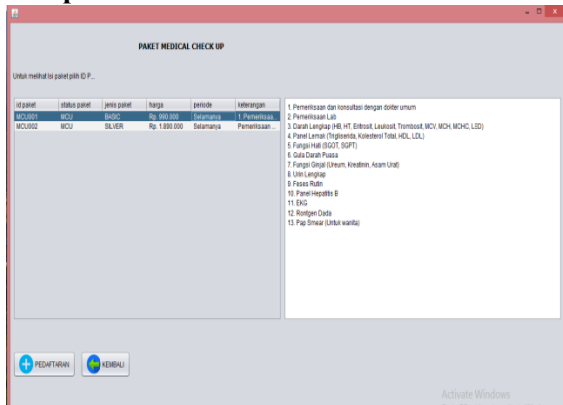 PAKET MEDICAL CHECK UP
Untuk melihat Isi paket pilih ID P...
id paket status paket jenis paket harga periode keterangan
MCU001 MCU BASIC Rp. 990.000 Selamanya 1. Pemeriksaa...
MCU002 MCU SILVER Rp. 1.800.000 Selamanya Pemeriksaan ...
1. Pemeriksaan dan konsultasi dengan dokter umum
2. Pemeriksaan Lab
3. Darah Lengkap (HB, HT, Eritrosit, Leukosit, Trombosit, MCV, MCH, MCHC, LED)
4. Panel Lemak (Trigliserida, Kolesterol Total, HDL, LDL)
5. Fungsi Hati (SGOT, SGPT)
6. Gula Darah Puasa
7. Fungsi Ginjal (Ureum, Kreatinin, Asam Urat)
8. Urin Lengkap
9. Feses Rutin
10. Panel Hepatitis B
11. EKG
12. Rontgen Dada
13. Pap Smear (Untuk wanita)
PEDAFTARAN KEMBALI
Activate Windows